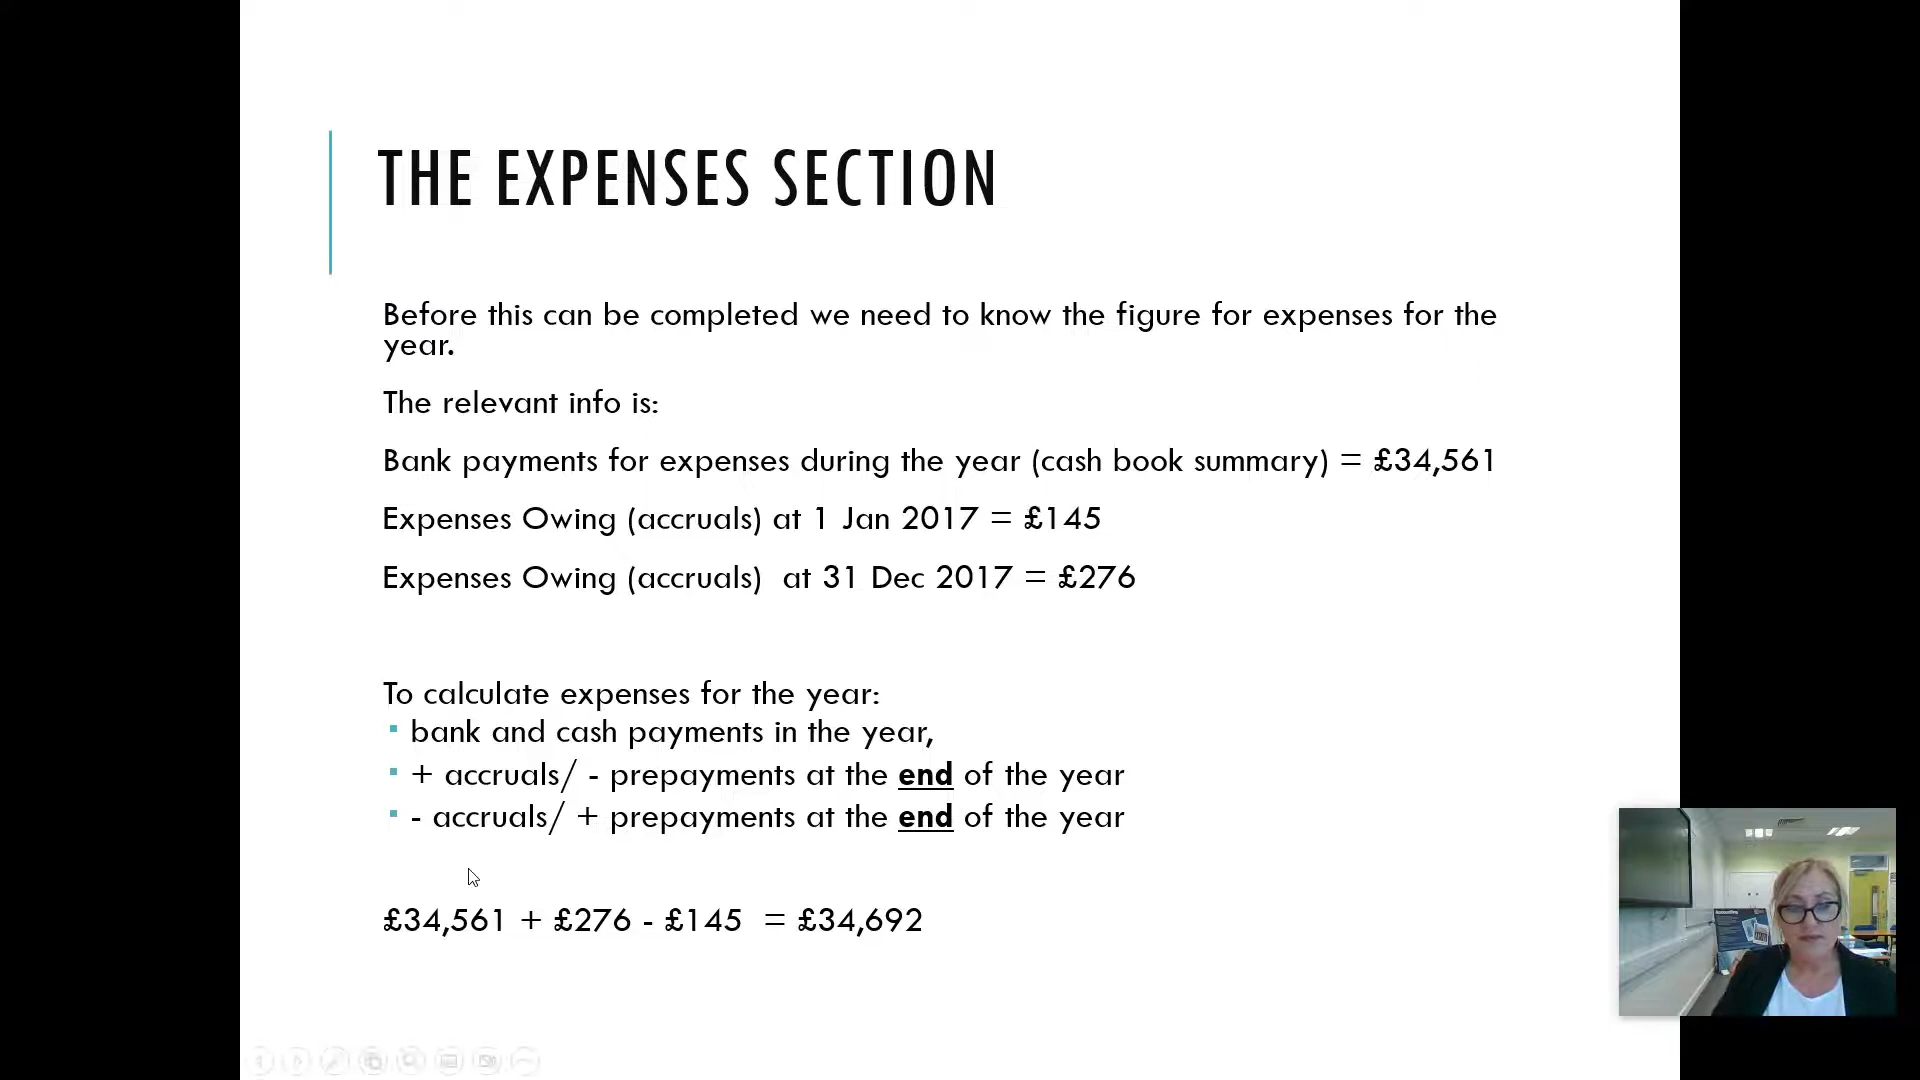 THE EXPENSES SECTION
Before this can be completed we need to know the figure for expenses for the
year.
The relevant info is:
Bank payments for expenses during the year (cash book summary) = £34,561
Expenses Owing (accruals) at 1 Jan 2017 = £145
Expenses Owing (accruals)  at 31 Dec 2017 = £276
To calculate expenses for the year:
▪ bank and cash payments in the year,
▪ + accruals/ - prepayments at the end of the year
▪ - accruals/ + prepayments at the end of the year
£34,561 + £276 - £145  = £34,692
Accounting